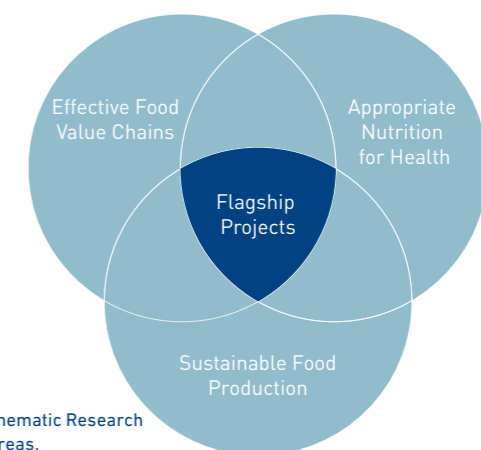 Effective Food
Value Chains
Appropriate
Nutrition
for Health
Flagship
Projects
Sustainable Food
Production
hematic Research
reas.